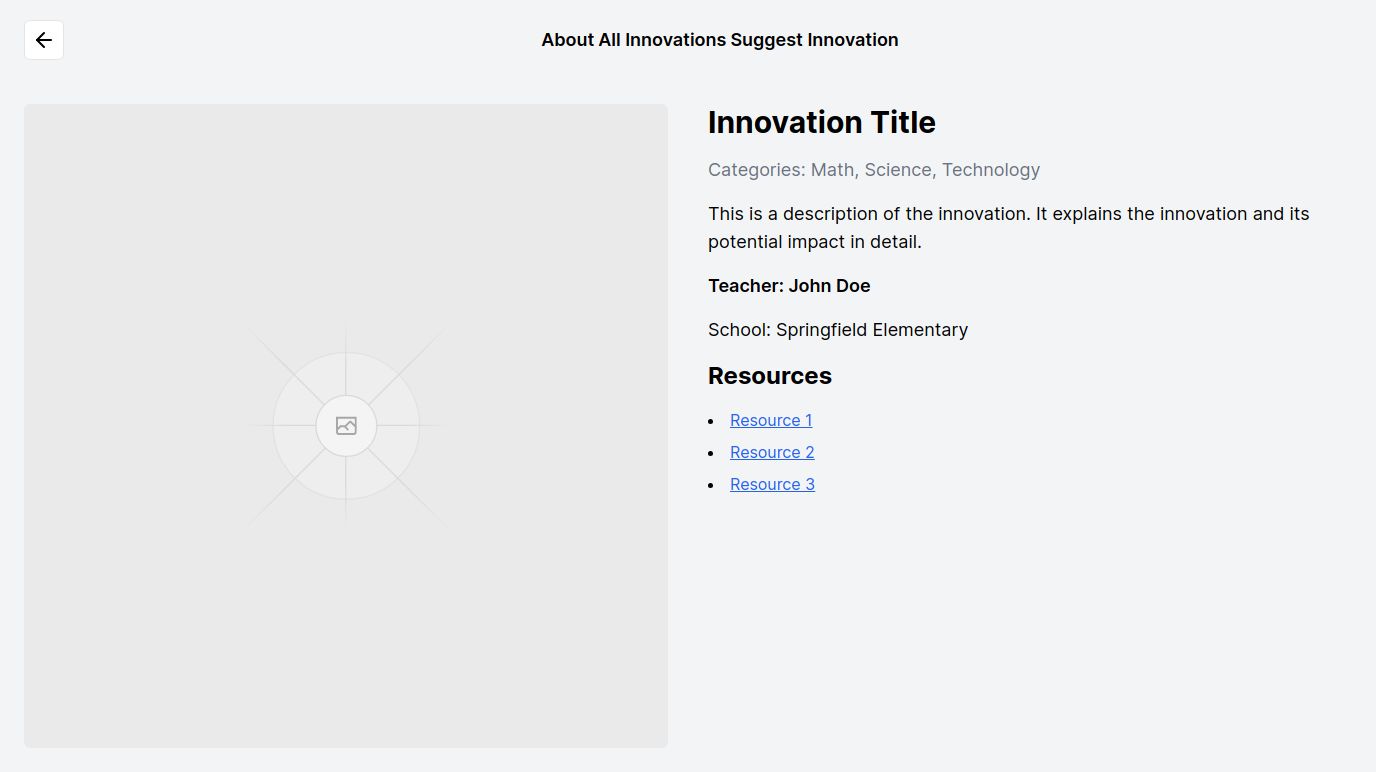 About All Innovations Suggest Innovation
Innovation Title
Categories: Math, Science, Technology
This is a description of the innovation. It explains the innovation and its
potential impact in detail.
Teacher: John Doe
School: Springfield Elementary
Resources
Resource 1
Resource 2
Resource 3